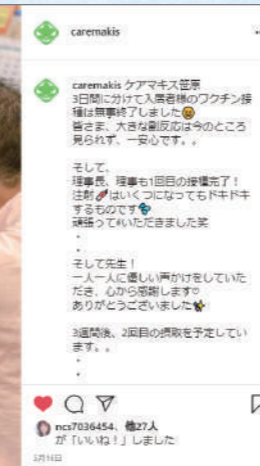 caremakis
caremakis ケアマキス笹原
3日間に分けて入居者様のワクチン接
種は無事終了しました😆
皆さま、大きな副反応は今のところ
見られず、一安心です。。
そして、
理事長、理事も1回目の接種完了！
注射💉はいくつになってもドキドキ
するものです💦
頑張って#いただきました笑
.
.
そして先生！
一人一人に優しい声かけをしていた
だき、心から感謝します♡
ありがとうございました
3週間後、2回目の摂取を予定してい
ます。。
.
.
ncs7036454、他27人
が「いいね！」しました
5月16日